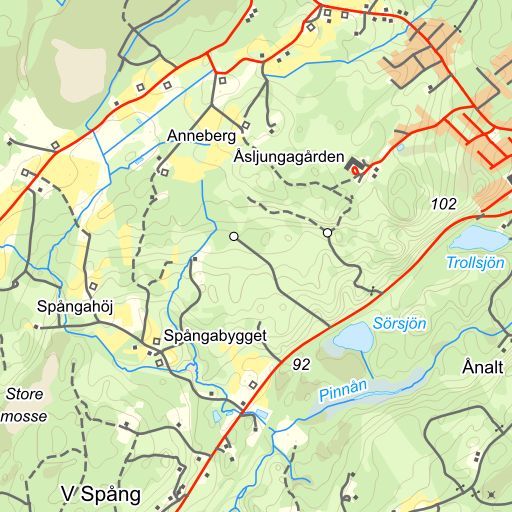 Anneberg
Åsljungagården
102
Trollsjön
Spångahöj
Sörsjön
Spångabygget
92
Ånalt
Pinnån
Store
mosse
V Spång